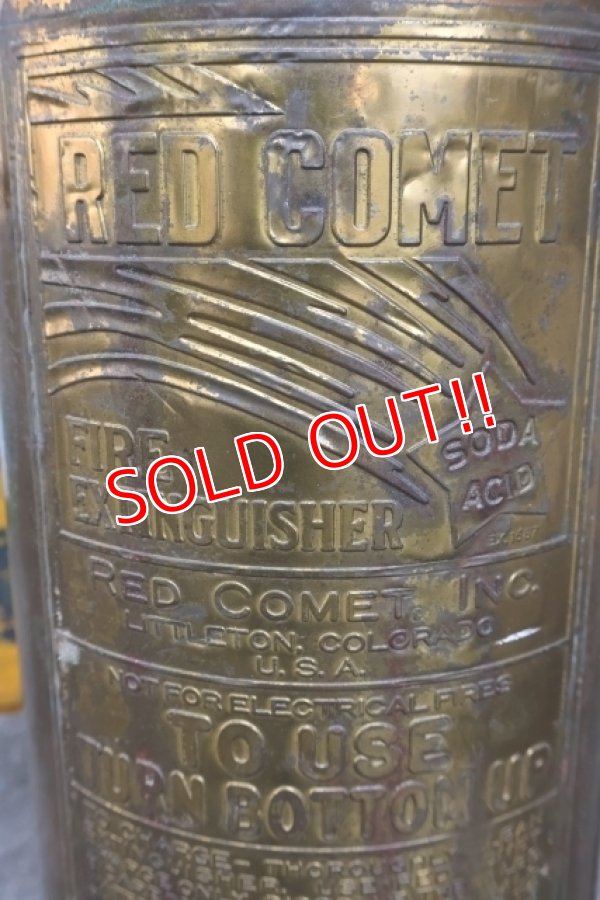 RED COMET
SOLD OUT!!
FIRE
EXTINGUISHER
SODA
ACID
RED COMET, INC.
LITTLETON, COLORADO
U.S.A.
NOT FOR ELECTRICAL FIRES
TO USE
TURN BOTTOM UP